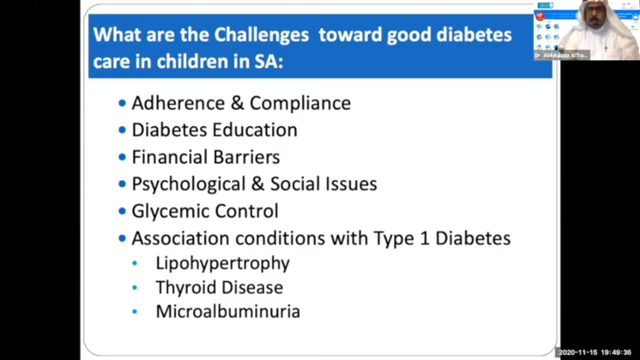 What are the Challenges toward good diabetes
care in children in SA:
• Adherence & Compliance
• Diabetes Education
• Financial Barriers
• Psychological & Social Issues
• Glycemic Control
• Association conditions with Type 1 Diabetes
• Lipohypertrophy
• Thyroid Disease
• Microalbuminuria
2020-11-15 19:49:36